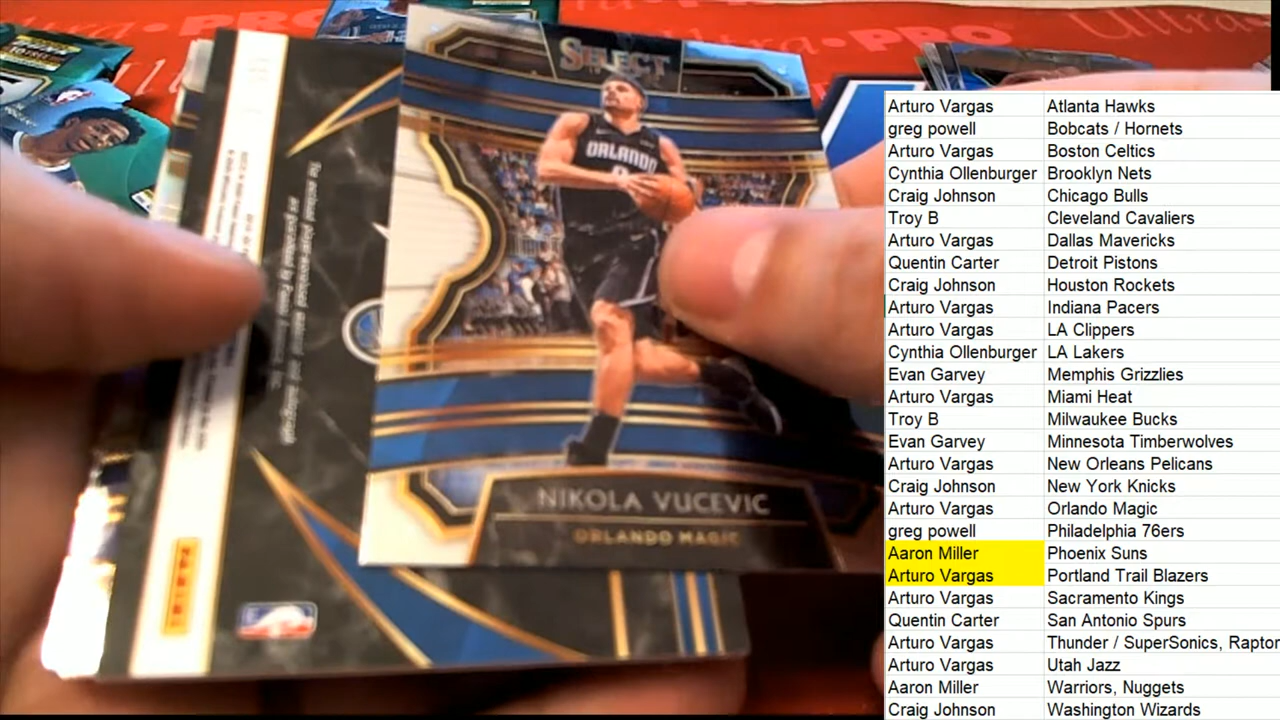 Ultra•PRO
SELECT
ORLANDO
NIKOLA VUCEVIC
ORLANDO MAGIC
PANINI
NBA
Arturo Vargas Atlanta Hawks
greg powell Bobcats / Hornets
Arturo Vargas Boston Celtics
Cynthia Ollenburger Brooklyn Nets
Craig Johnson Chicago Bulls
Troy B Cleveland Cavaliers
Arturo Vargas Dallas Mavericks
Quentin Carter Detroit Pistons
Craig Johnson Houston Rockets
Arturo Vargas Indiana Pacers
Arturo Vargas LA Clippers
Cynthia Ollenburger LA Lakers
Evan Garvey Memphis Grizzlies
Arturo Vargas Miami Heat
Troy B Milwaukee Bucks
Evan Garvey Minnesota Timberwolves
Arturo Vargas New Orleans Pelicans
Craig Johnson New York Knicks
Arturo Vargas Orlando Magic
greg powell Philadelphia 76ers
Aaron Miller Phoenix Suns
Arturo Vargas Portland Trail Blazers
Arturo Vargas Sacramento Kings
Quentin Carter San Antonio Spurs
Arturo Vargas Thunder / SuperSonics, Raptor
Arturo Vargas Utah Jazz
Aaron Miller Warriors, Nuggets
Craig Johnson Washington Wizards